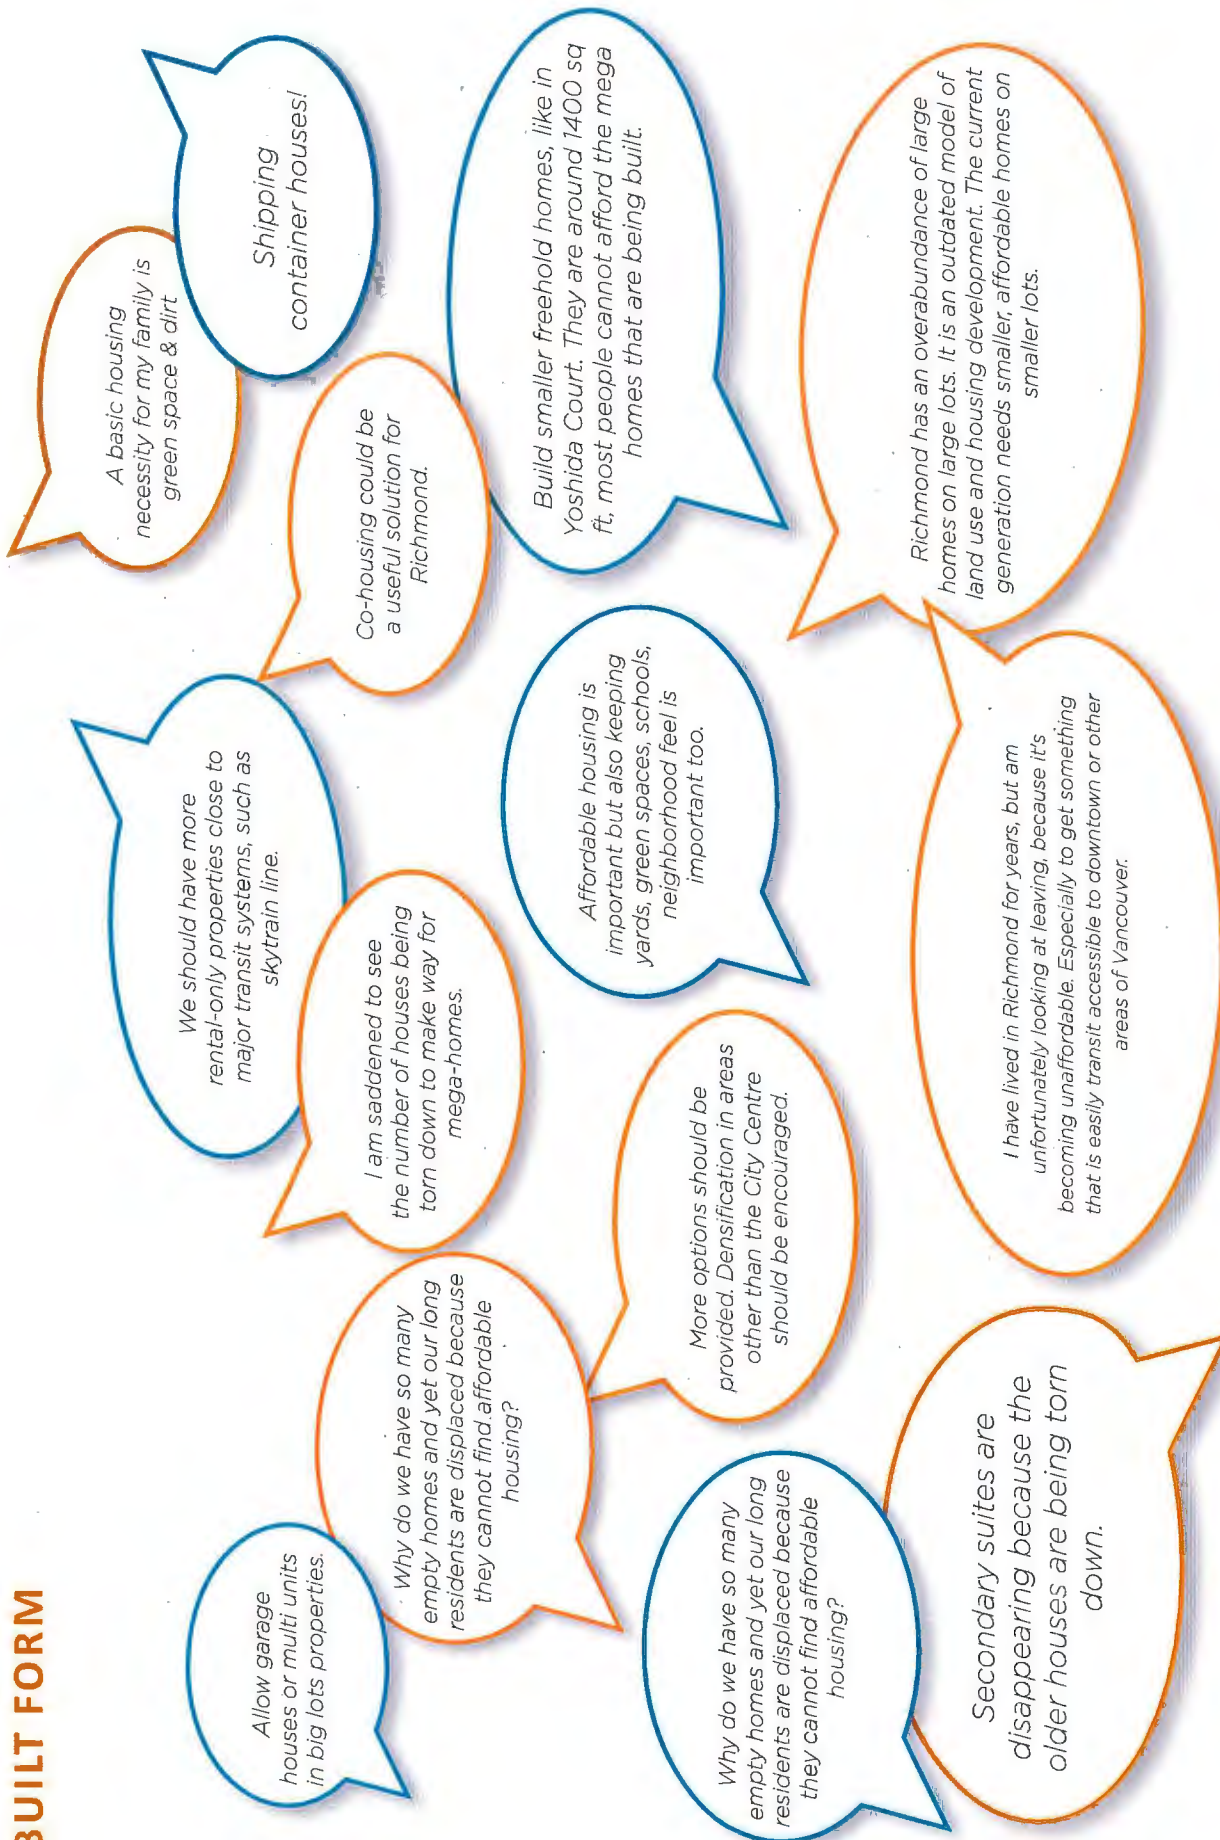 BUILT FORM
Allow garage
houses or multi units
in big lots properties.
Why do we have so many
empty homes and yet our long
residents are displaced because
they cannot find affordable
housing?
I am saddened to see
the number of houses being
torn down to make way for
mega-homes.
We should have more
rental-only properties close to
major transit systems, such as
skytrain line.
Co-housing could be
a useful solution for
Richmond.
A basic housing
necessity for my family is
green space & dirt
Shipping
container houses!
Why do we have so many
empty homes and yet our long
residents are displaced because
they cannot find affordable
housing?
More options should be
provided. Densification in areas
other than the City Centre
should be encouraged.
Affordable housing is
important but also keeping
yards, green spaces, schools,
neighborhood feel is
important too.
Build smaller freehold homes, like in
Yoshida Court. They are around 1400 sq
ft, most people cannot afford the mega
homes that are being built.
Secondary suites are
disappearing because the
older houses are being torn
down.
I have lived in Richmond for years, but am
unfortunately looking at leaving, because it's
becoming unaffordable. Especially to get something
that is easily transit accessible to downtown or other
areas of Vancouver.
Richmond has an overabundance of large
homes on large lots. It is an outdated model of
land use and housing development. The current
generation needs smaller, affordable homes on
smaller lots.